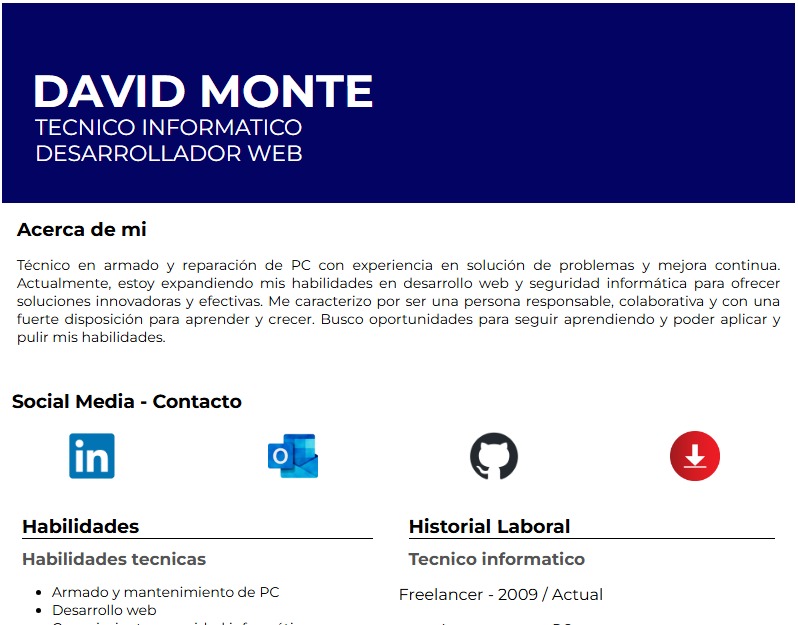 DAVID MONTE
TECNICO INFORMATICO
DESARROLLADOR WEB
Acerca de mi
Técnico en armado y reparación de PC con experiencia en solución de problemas y mejora continua.
Actualmente, estoy expandiendo mis habilidades en desarrollo web y seguridad informática para ofrecer
soluciones innovadoras y efectivas. Me caracterizo por ser una persona responsable, colaborativa y con una
fuerte disposición para aprender y crecer. Busco oportunidades para seguir aprendiendo y poder aplicar y
pulir mis habilidades.
Social Media - Contacto
in
O
Habilidades
Habilidades tecnicas
Armado y mantenimiento de PC
Desarrollo web
Historial Laboral
Tecnico informatico
Freelancer - 2009 / Actual